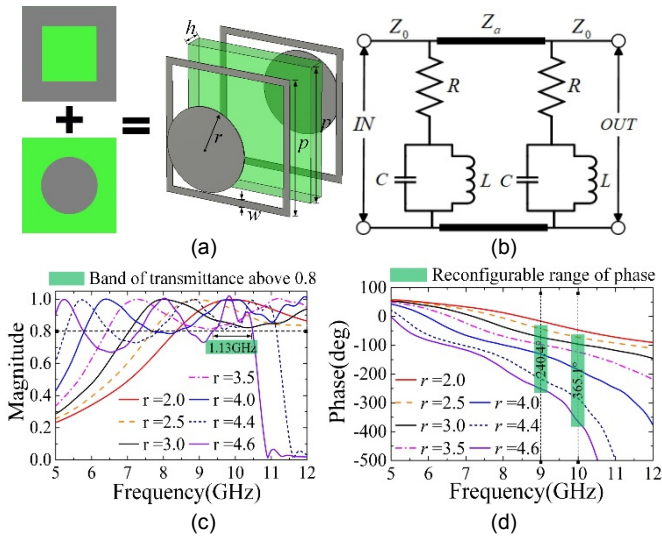 h
r
p
p
w
(a)
Z0
Za
Z0
R
R
IN
OUT
C
L
C
L
(b)
Band of transmittance above 0.8
1.0
0.8
0.6
0.4
0.2
0.0
Magnitude
1.13GHz
r = 3.5
r = 2.0
r = 4.0
r = 2.5
r = 4.4
r = 3.0
r = 4.6
5 6 7 8 9 10 11 12
Frequency(GHz)
(c)
Reconfigurable range of phase
100
0
-100
-200
-300
-400
-500
Phase(deg)
240.4°
365.1°
r = 2.0
r = 2.5
r = 4.0
r = 3.0
r = 4.4
r = 3.5
r = 4.6
5 6 7 8 9 10 11 12
Frequency(GHz)
(d)